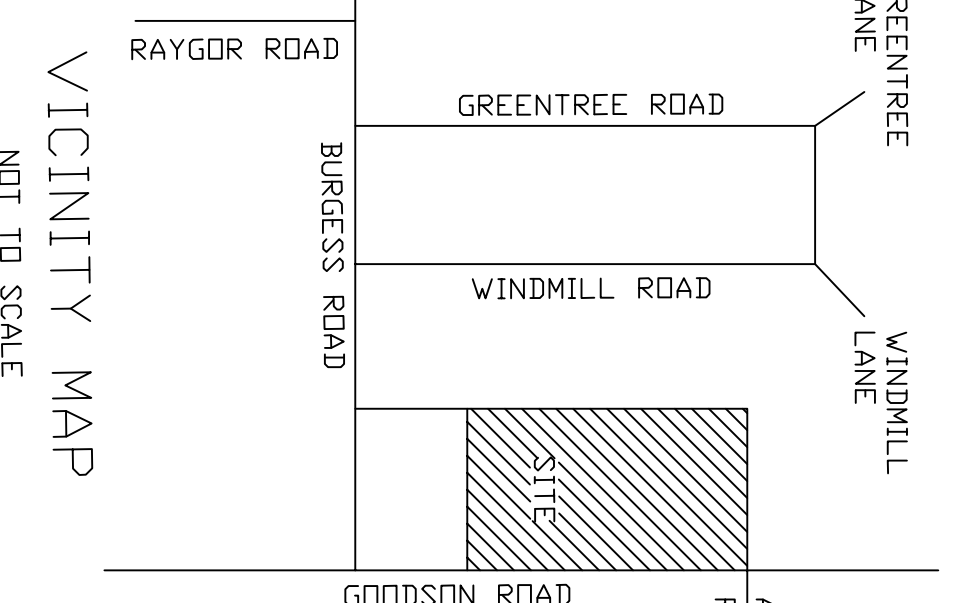 RAYGOR ROAD
GREENTREE ROAD
BURGESS ROAD
WINDMILL ROAD
WINDMILL
LANE
SITE
GOODSON ROAD
VICINITY MAP
NOT TO SCALE